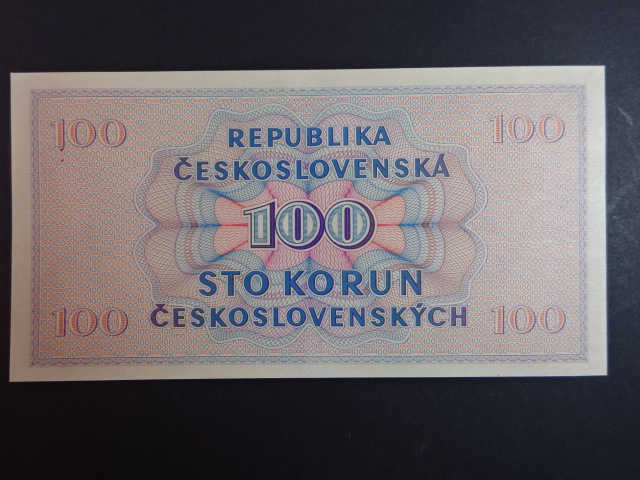 100 100
REPUBLIKA
ČESKOSLOVENSKÁ
100
STO KORUN
ČESKOSLOVENSKÝCH
100 100